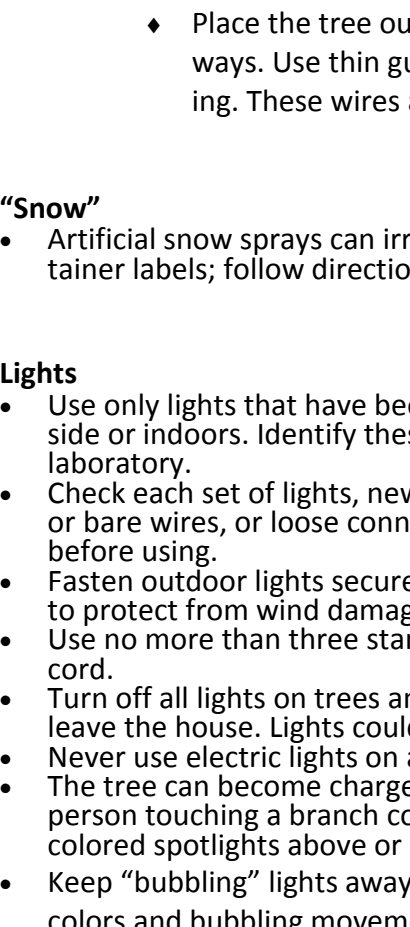 ♦ Place the tree ou
ways. Use thin gu
ing. These wires
“Snow”
• Artificial snow sprays can irr
tainer labels; follow directio
Lights
• Use only lights that have bee
side or indoors. Identify thes
laboratory.
• Check each set of lights, new
or bare wires, or loose conn
before using.
• Fasten outdoor lights secure
to protect from wind damag
• Use no more than three stan
cord.
• Turn off all lights on trees an
leave the house. Lights could
• Never use electric lights on a
• The tree can become charge
person touching a branch co
colored spotlights above or
• Keep “bubbling” lights away
colors and bubbling movem